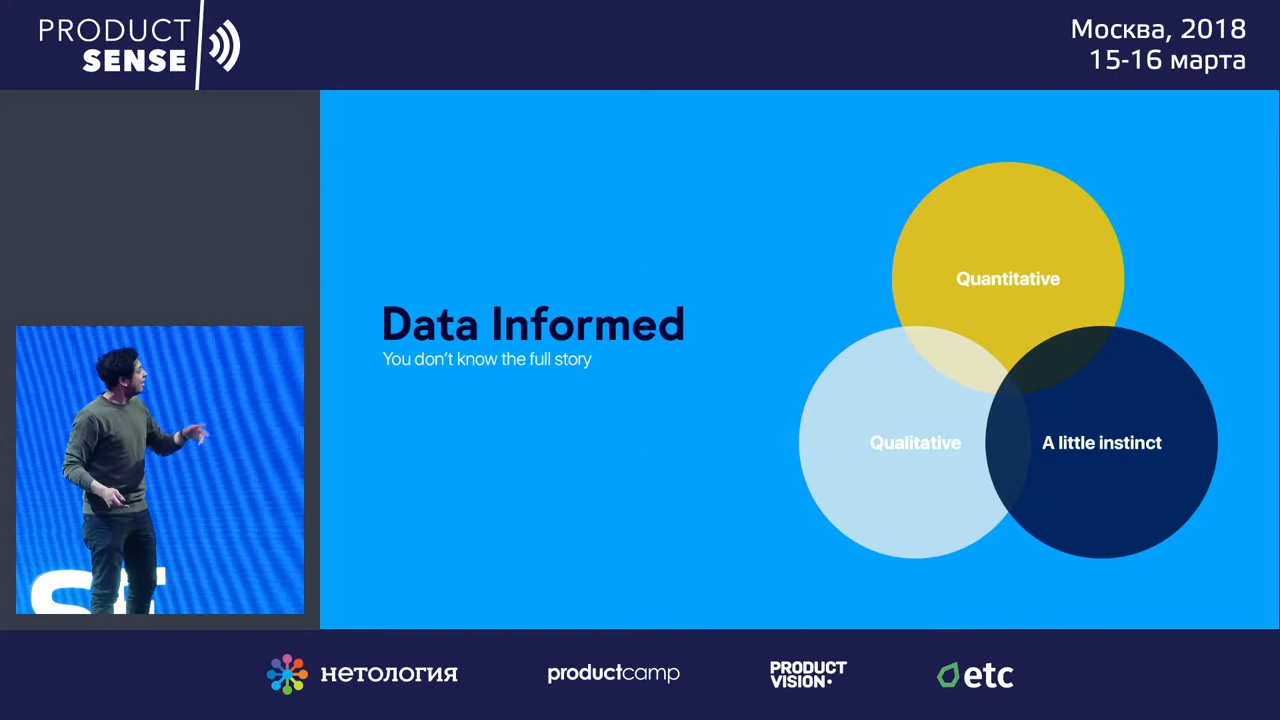 PRODUCT
SENSE
Москва, 2018
15-16 марта
Data Informed
You don't know the full story
Quantitative
Qualitative
A little instinct
нетология
productcamp
PRODUCT
VISION
etc